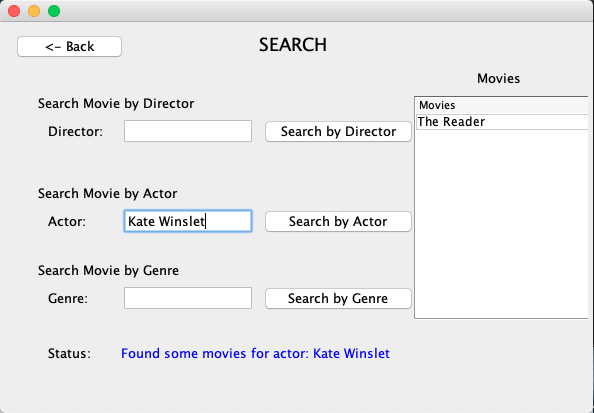 <- Back
SEARCH
Movies
Search Movie by Director
Movies
Director:
Search by Director
The Reader
Search Movie by Actor
Actor:
Kate Winslet
Search by Actor
Search Movie by Genre
Genre:
Search by Genre
Status:
Found some movies for actor: Kate Winslet